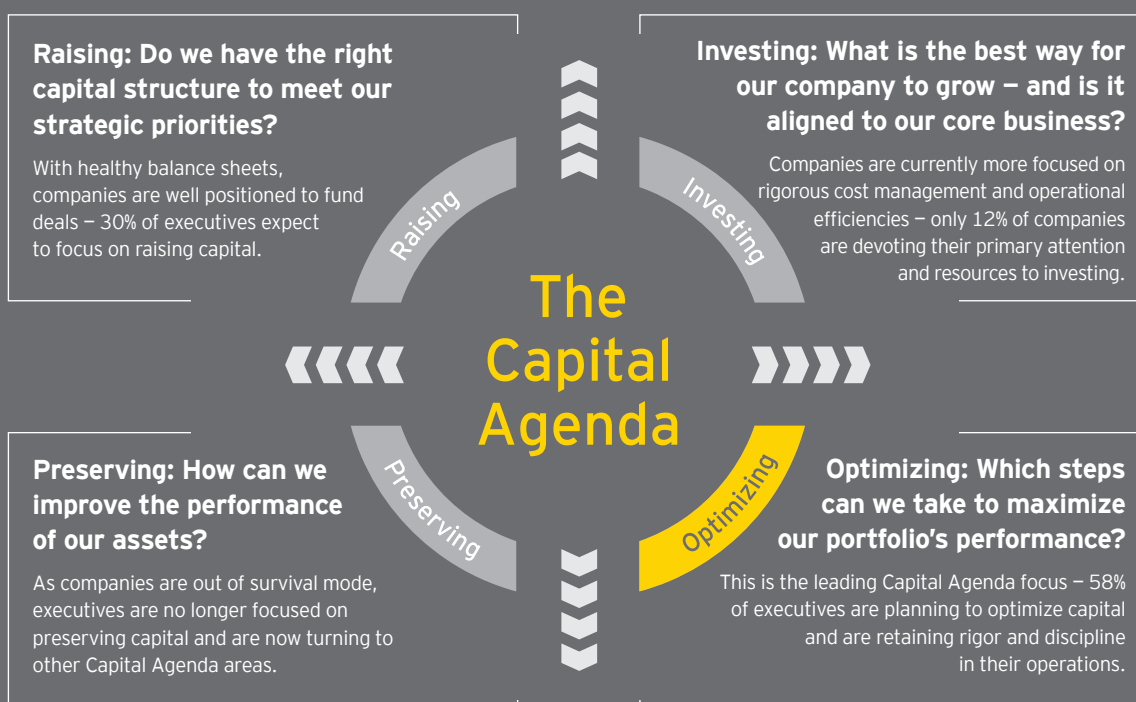 Raising: Do we have the right
capital structure to meet our
strategic priorities?
With healthy balance sheets,
companies are well positioned to fund
deals – 30% of executives expect
to focus on raising capital.
Investing: What is the best way for
our company to grow – and is it
aligned to our core business?
Companies are currently more focused on
rigorous cost management and operational
efficiencies – only 12% of companies
are devoting their primary attention
and resources to investing.
Raising
Investing
The
Capital
Agenda
Preserving
Optimizing
Preserving: How can we
improve the performance
of our assets?
As companies are out of survival mode,
executives are no longer focused on
preserving capital and are now turning to
other Capital Agenda areas.
Optimizing: Which steps
can we take to maximize
our portfolio's performance?
This is the leading Capital Agenda focus – 58%
of executives are planning to optimize capital
and are retaining rigor and discipline
in their operations.